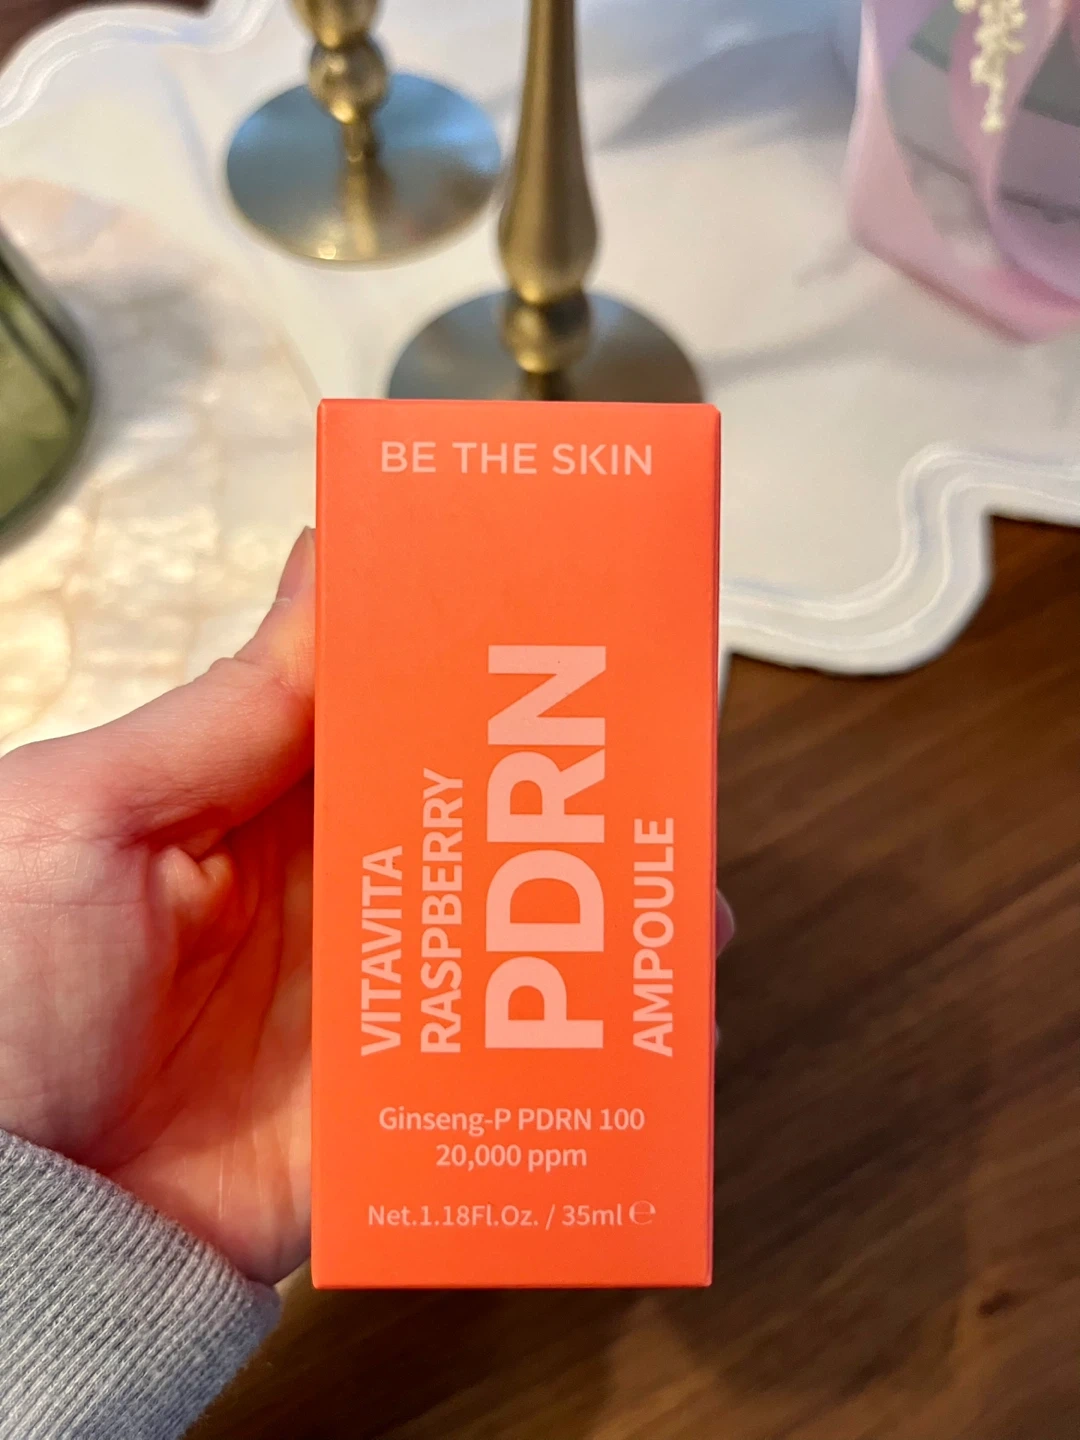 BE THE SKIN
VITAVITA
RASPBERRY
PDRN
AMPOULE
Ginseng-P PDRN 100
20,000 ppm
Net.1.18Fl.Oz. / 35ml ℮